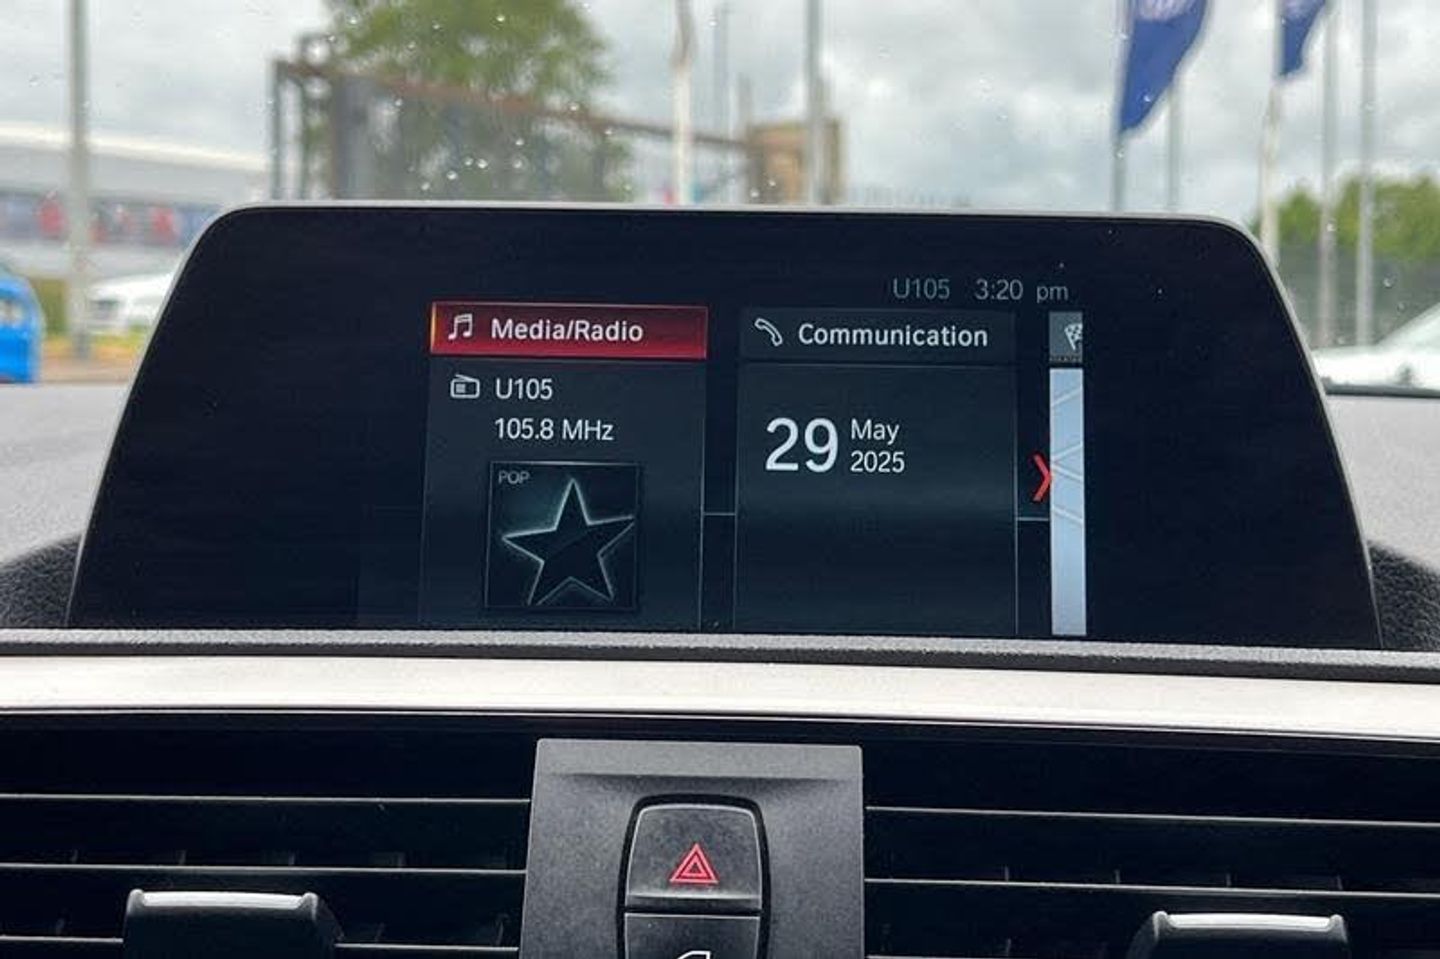 U105 3:20 pm
Media/Radio
Communication
U105
105.8 MHz
POP
29 May
2025